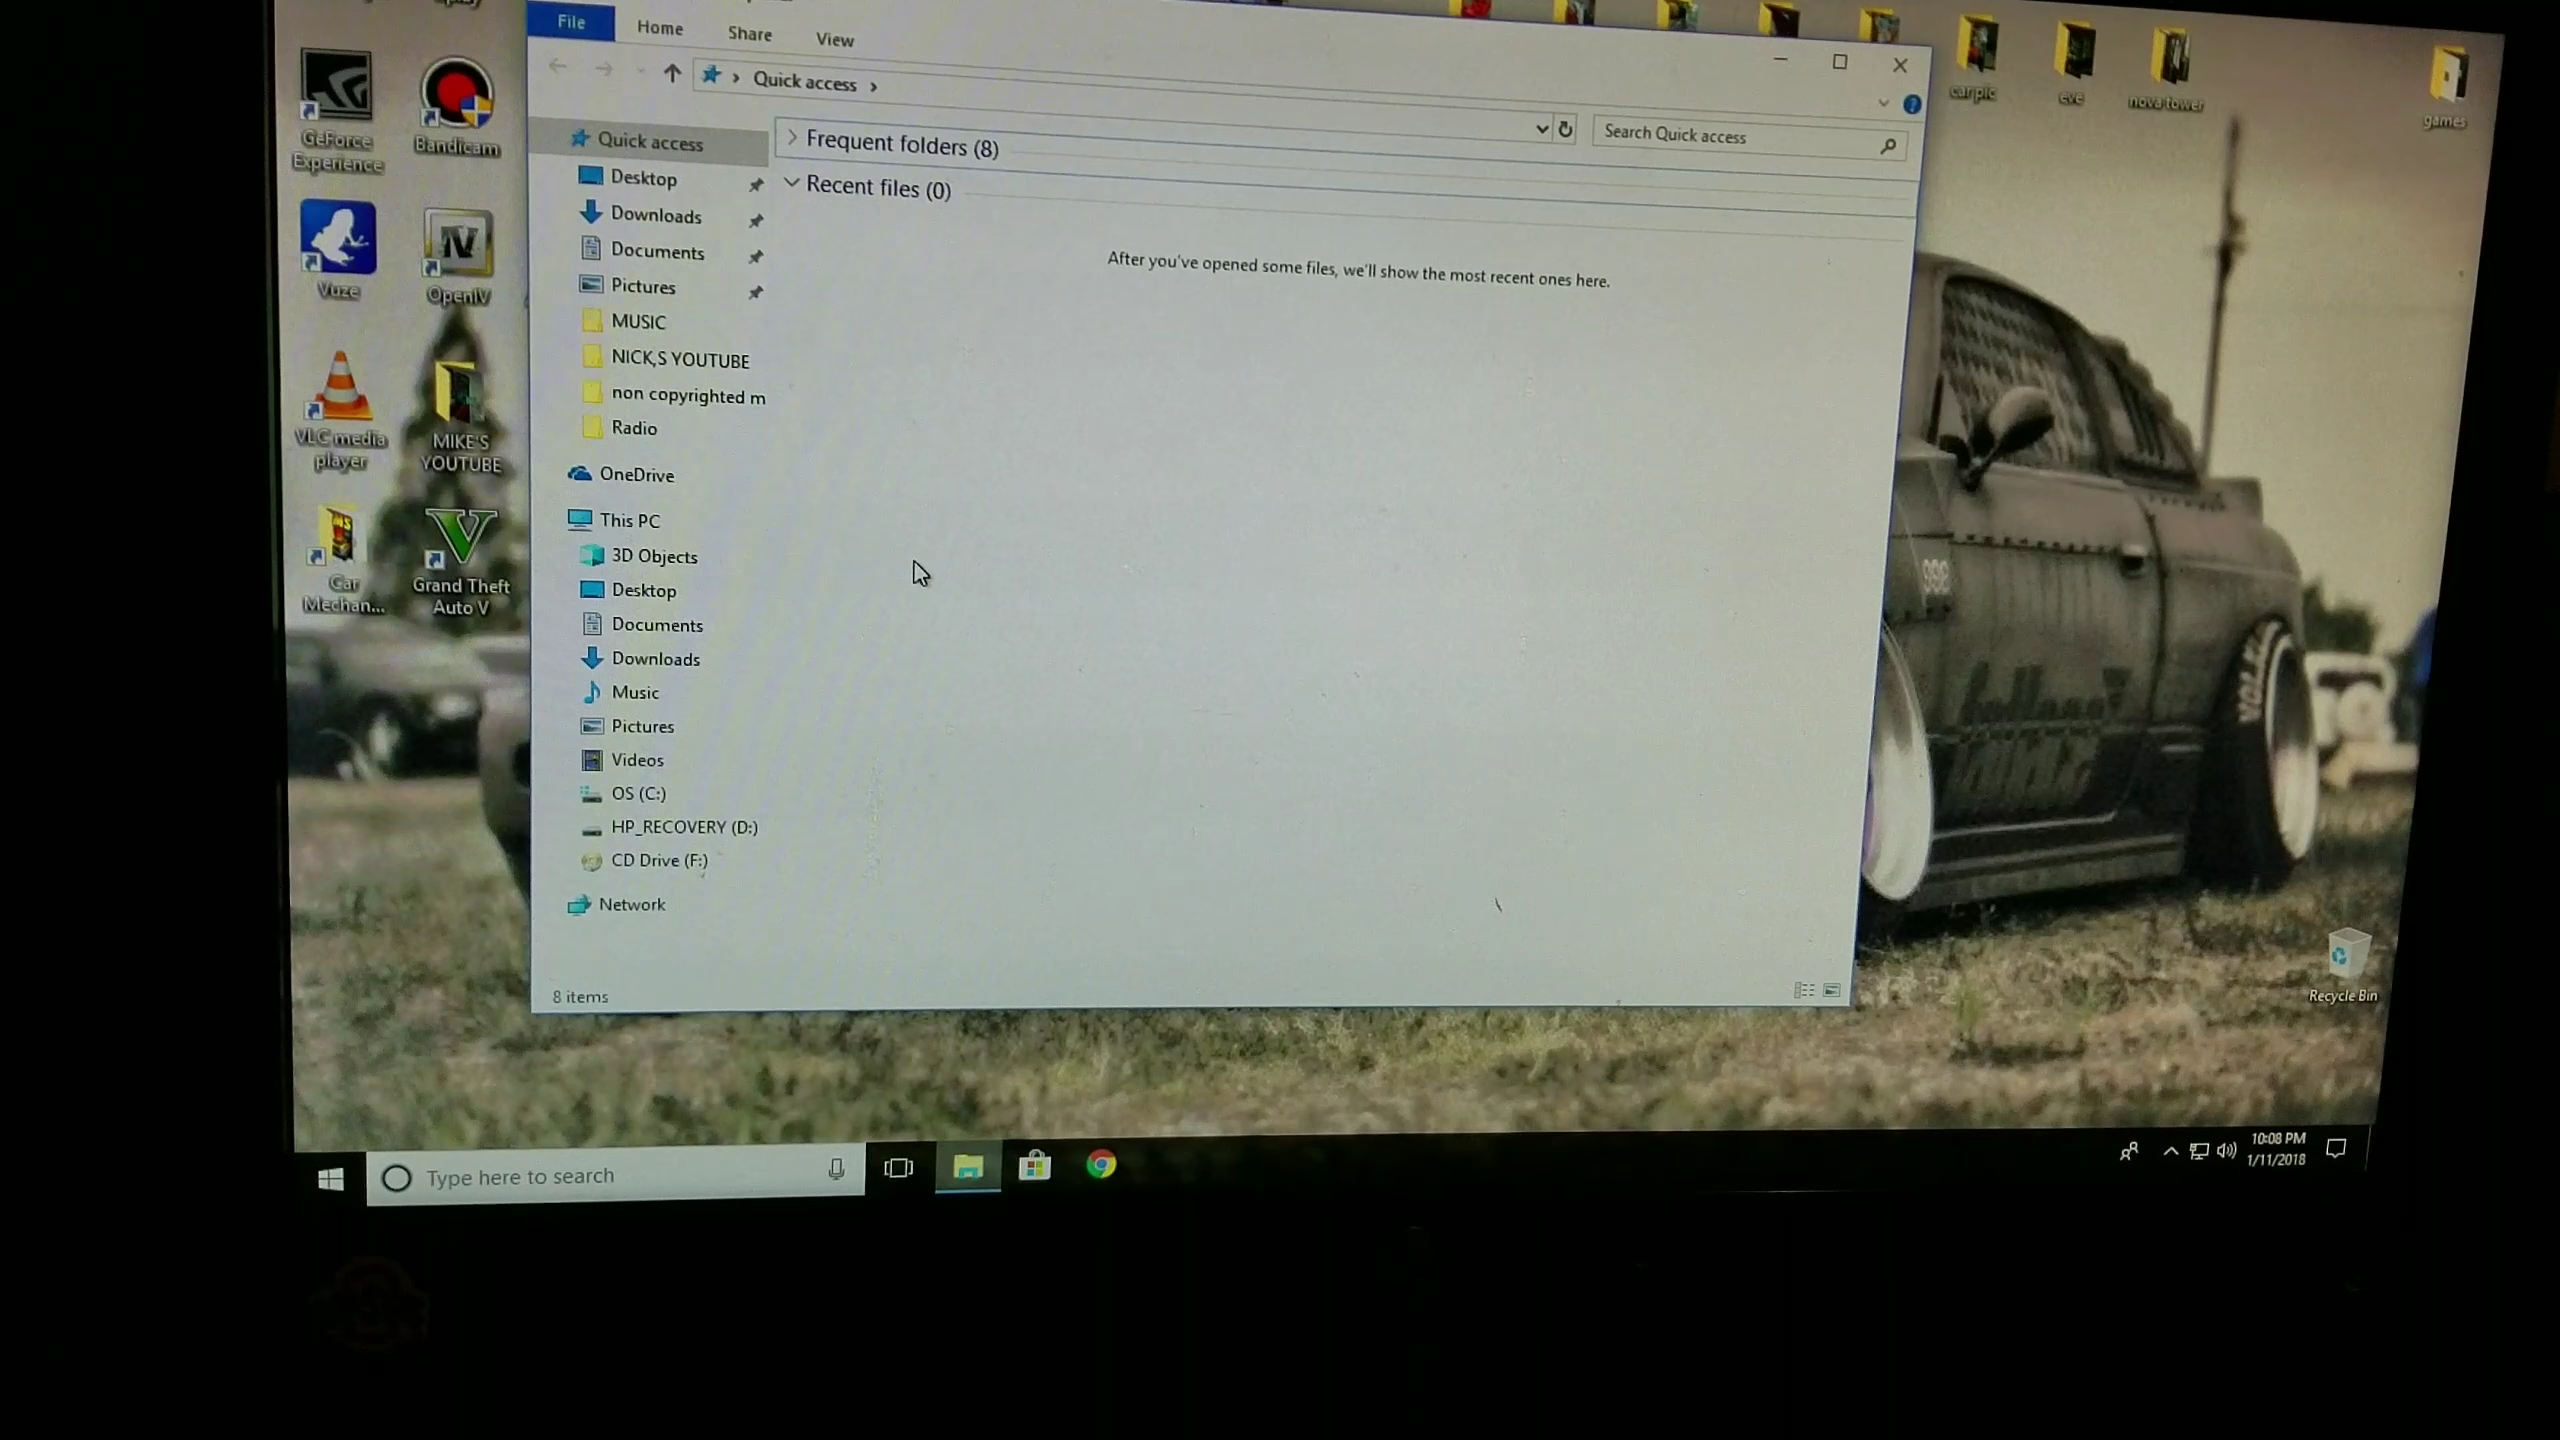 File
Home
Share
View
Quick access
Search Quick access
Quick access
Desktop
Downloads
Documents
Pictures
MUSIC
NICK,S YOUTUBE
non copyrighted m
Radio
OneDrive
This PC
3D Objects
Desktop
Documents
Downloads
Music
Pictures
Videos
OS (C:)
HP_RECOVERY (D:)
CD Drive (F:)
Network
8 items
Frequent folders (8)
Recent files (0)
After you've opened some files, we'll show the most recent ones here.
GeForce
Experience
Bandicam
Vuze
OpenIV
VLC media
player
MIKE'S
YOUTUBE
Car
Mechan...
Grand Theft
Auto V
car pic
eve
nova tower
games
Recycle Bin
Type here to search
10:08 PM
1/11/2018